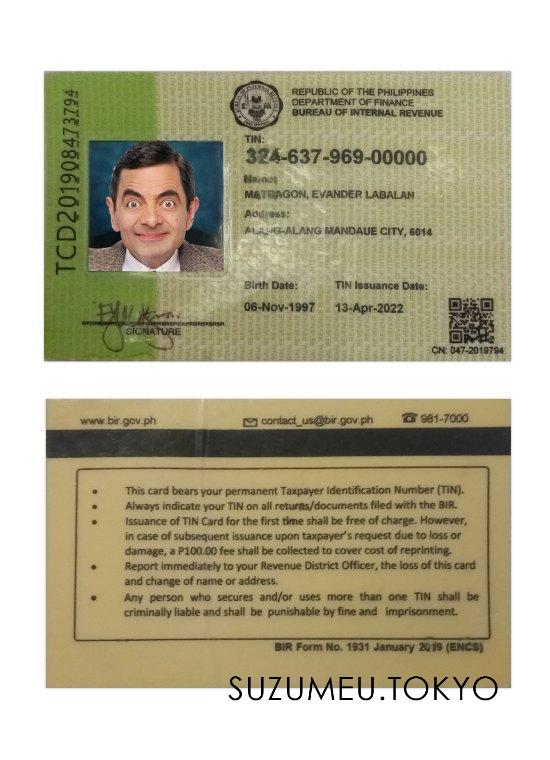 REPUBLIC OF THE PHILIPPINES
DEPARTMENT OF FINANCE
BUREAU OF INTERNAL REVENUE
TCD201908473794
TIN:
374-637-969-00000
Name:
MATBAGON, EVANDER LABALAN
Address:
ALANG-ALANG MANDAUE CITY, 6014
Birth Date: TIN Issuance Date:
06-Nov-1997 13-Apr-2022
SIGNATURE
CN: 047-2019794
www.bir.gov.ph contact_us@bir.gov.ph 981-7000
• This card bears your permanent Taxpayer Identification Number (TIN).
• Always indicate your TIN on all returns/documents filed with the BIR.
• Issuance of TIN Card for the first time shall be free of charge. However,
in case of subsequent issuance upon taxpayer's request due to loss or
damage, a P100.00 fee shall be collected to cover cost of reprinting.
• Report immediately to your Revenue District Officer, the loss of this card
and change of name or address.
• Any person who secures and/or uses more than one TIN shall be
criminally liable and shall be punishable by fine and imprisonment.
BIR Form No. 1931 January 2019 (ENCS)
SUZUMEU.TOKYO